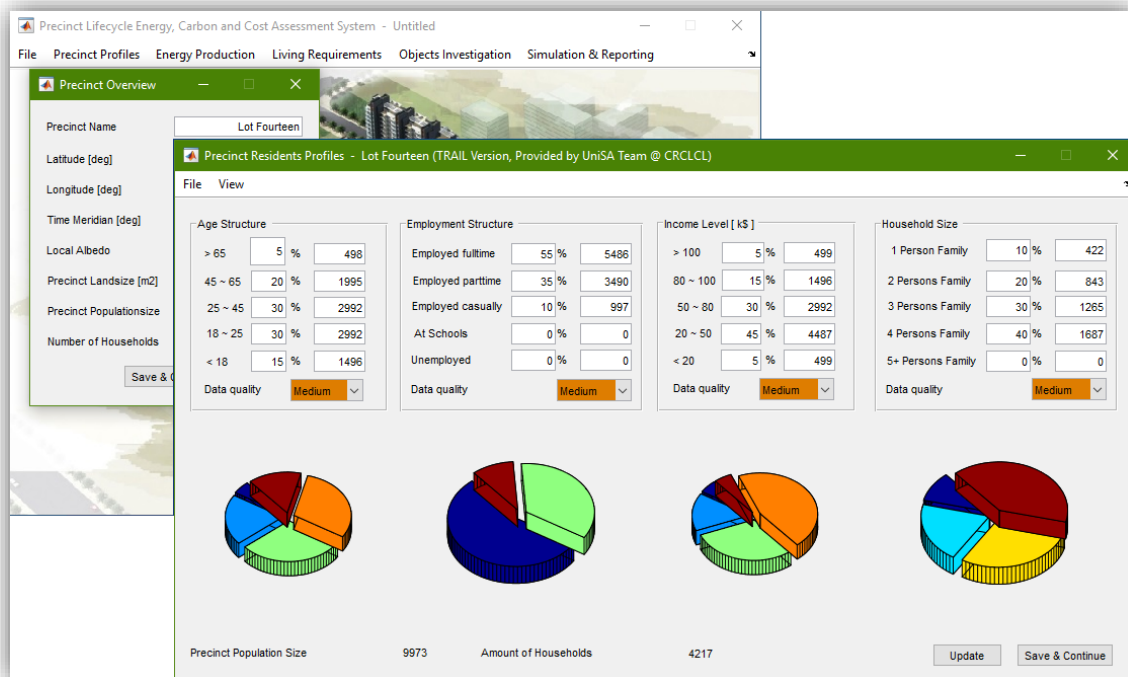 Precinct Lifecycle Energy, Carbon and Cost Assessment System - Untitled
File Precinct Profiles Energy Production Living Requirements Objects Investigation Simulation & Reporting
Precinct Overview
Precinct Name Lot Fourteen
Latitude [deg]
Longitude [deg]
Time Meridian [deg]
Local Albedo
Precinct Landsize [m2]
Precinct Populationsize
Number of Households
Save &
Precinct Residents Profiles - Lot Fourteen (TRAIL Version, Provided by UniSA Team @ CRCLCL)
File View
Age Structure
> 65 5 % 498
45 ~ 65 20 % 1995
25 ~ 45 30 % 2992
18 ~ 25 30 % 2992
< 18 15 % 1496
Data quality Medium
Employment Structure
Employed fulltime 55 % 5486
Employed parttime 35 % 3490
Employed casually 10 % 997
At Schools 0 % 0
Unemployed 0 % 0
Data quality Medium
Income Level [ k$ ]
> 100 5 % 499
80 ~ 100 15 % 1496
50 ~ 80 30 % 2992
20 ~ 50 45 % 4487
< 20 5 % 499
Data quality Medium
Household Size
1 Person Family 10 % 422
2 Persons Family 20 % 843
3 Persons Family 30 % 1265
4 Persons Family 40 % 1687
5+ Persons Family 0 % 0
Data quality Medium
Precinct Population Size 9973 Amount of Households 4217
Update Save & Continue